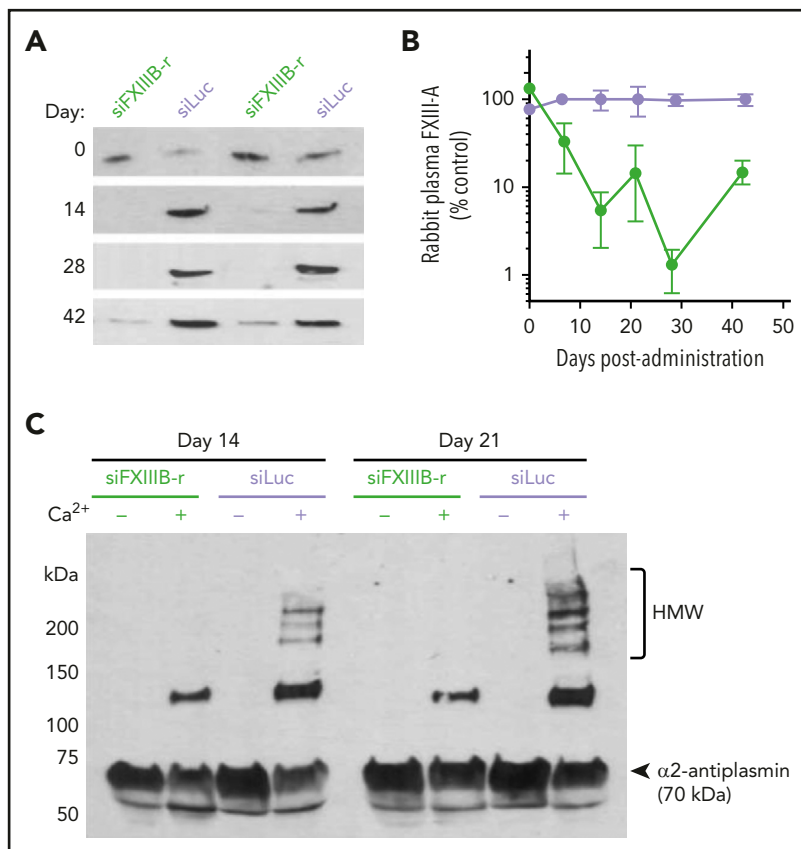 A
siFXIIIB-r siLuc siFXIIIB-r siLuc
Day:
0
14
28
42
B
Rabbit plasma FXIII-A
(% control)
100
10
1
0 10 20 30 40 50
Days post-administration
C
Day 14 Day 21
siFXIIIB-r siLuc siFXIIIB-r siLuc
Ca²⁺ – + – + – + – +
kDa
200
150
100
75
50
HMW
α2-antiplasmin
(70 kDa)